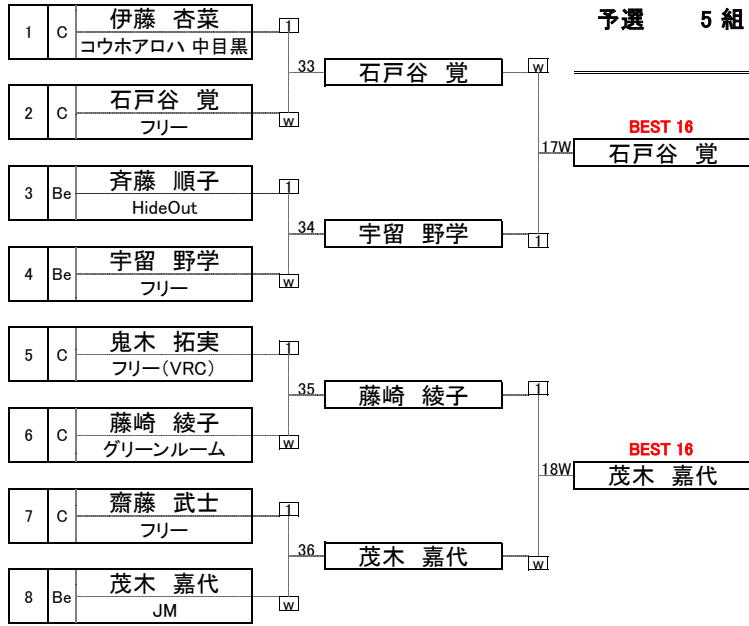 予選 5 組
1 C 伊藤 杏菜
コウホアロハ 中目黒
1
33
石戸谷 覚
W
2 C 石戸谷 覚
フリー
W
BEST 16
17W
石戸谷 覚
3 Be 斉藤 順子
HideOut
1
34
宇留 野学
1
4 Be 宇留 野学
フリー
W
5 C 鬼木 拓実
フリー(VRC)
1
35
藤崎 綾子
1
6 C 藤崎 綾子
グリーンルーム
W
BEST 16
18W
茂木 嘉代
7 C 齋藤 武士
フリー
1
36
茂木 嘉代
W
8 Be 茂木 嘉代
JM
W